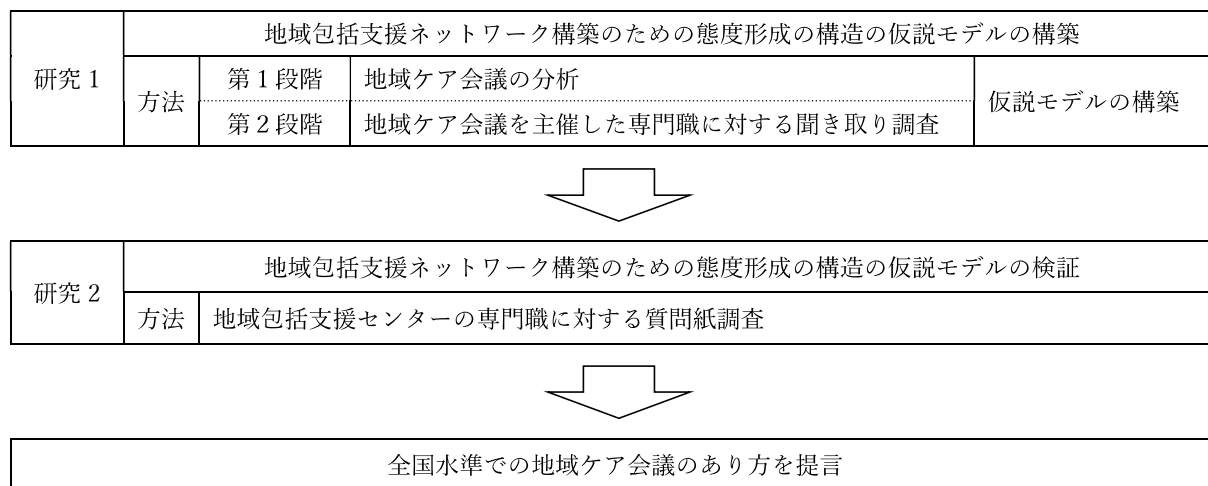 地域包括支援ネットワーク構築のための態度形成の構造の仮説モデルの構築
研究 1
方法
第 1 段階
地域ケア会議の分析
第 2 段階
地域ケア会議を主催した専門職に対する聞き取り調査
仮説モデルの構築
地域包括支援ネットワーク構築のための態度形成の構造の仮説モデルの検証
研究 2
方法
地域包括支援センターの専門職に対する質問紙調査
全国水準での地域ケア会議のあり方を提言